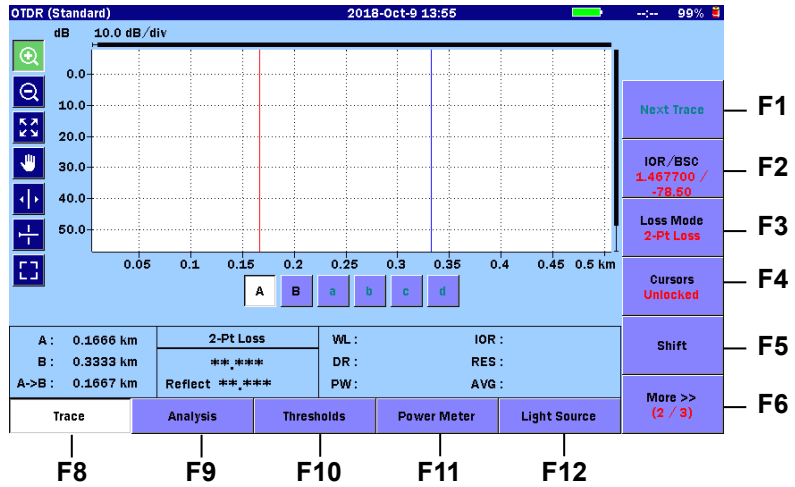 OTDR (Standard) 2018-Oct-9 13:55 --:-- 99%
dB 10.0 dB/div
0.0
10.0
20.0
30.0
40.0
50.0
0.05 0.1 0.15 0.2 0.25 0.3 0.35 0.4 0.45 0.5 km
A B a b c d
A : 0.1666 km
B : 0.3333 km
A->B : 0.1667 km
2-Pt Loss
**.***
Reflect **.***
WL : IOR :
DR : RES :
PW : AVG :
Next Trace F1
IOR/BSC
1.467700 /
-78.50
F2
Loss Mode
2-Pt Loss
F3
Cursors
Unlocked
F4
Shift F5
More >>
(2 / 3)
F6
Trace Analysis Thresholds Power Meter Light Source
F8 F9 F10 F11 F12